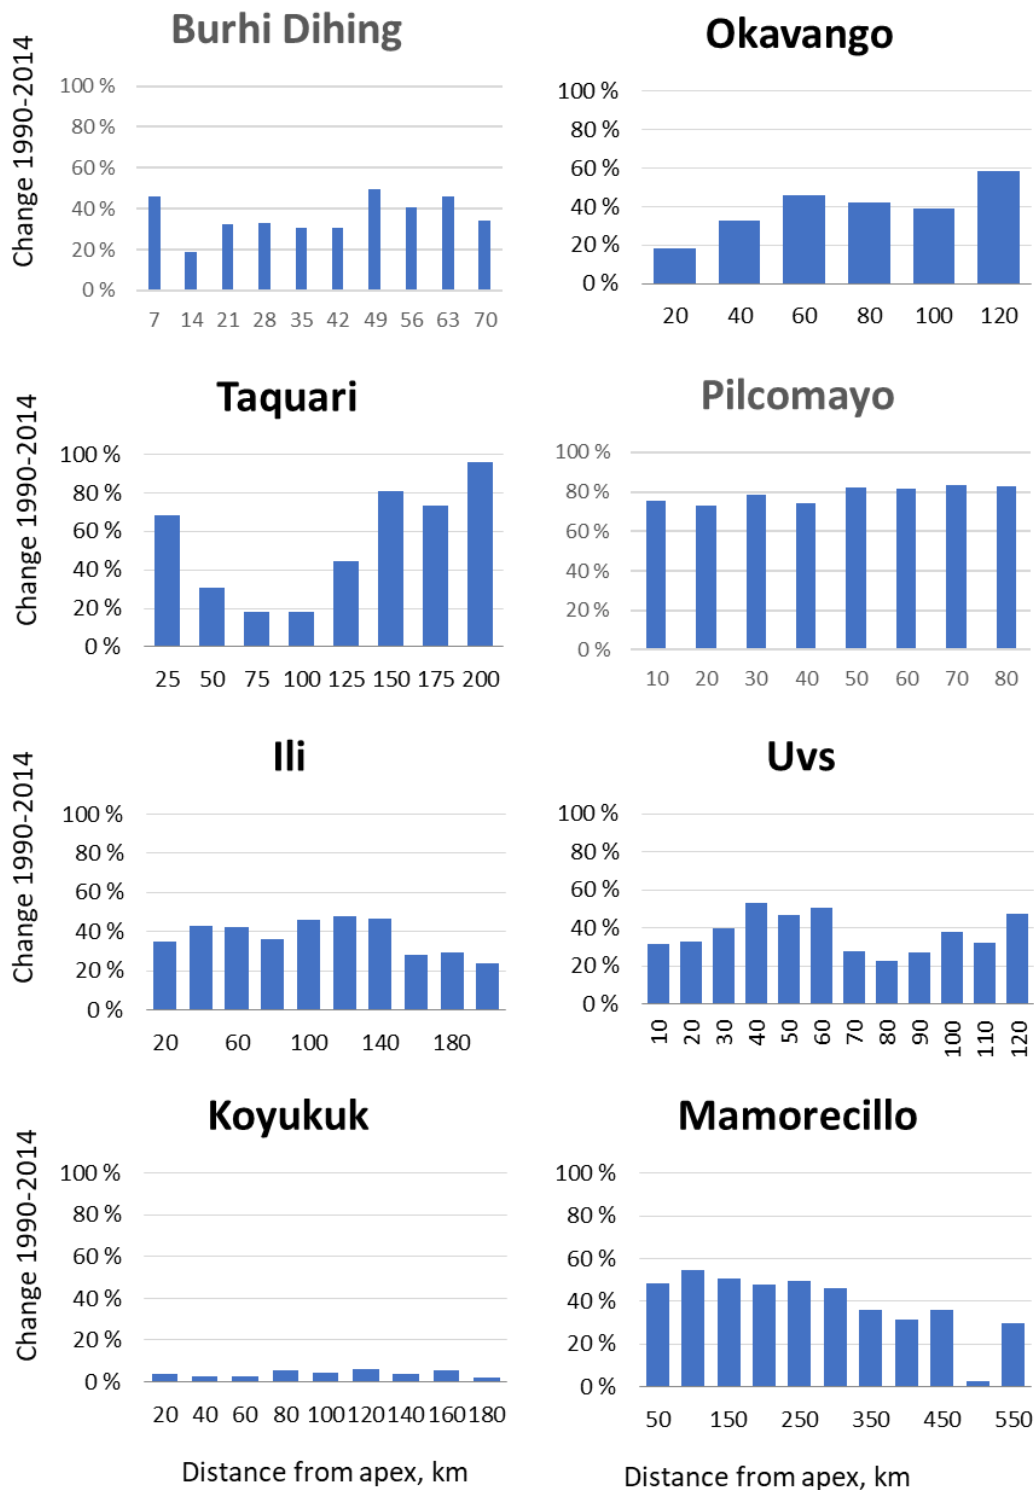 Burhi Dihing
Change 1990-2014
100 %
80 %
60 %
40 %
20 %
0 %
7 14 21 28 35 42 49 56 63 70
Okavango
100 %
80 %
60 %
40 %
20 %
0 %
20 40 60 80 100 120
Taquari
Change 1990-2014
100 %
80 %
60 %
40 %
20 %
0 %
25 50 75 100 125 150 175 200
Pilcomayo
100 %
80 %
60 %
40 %
20 %
0 %
10 20 30 40 50 60 70 80
Ili
Change 1990-2014
100 %
80 %
60 %
40 %
20 %
0 %
20 60 100 140 180
Uvs
100 %
80 %
60 %
40 %
20 %
0 %
10 20 30 40 50 60 70 80 90 100 110 120
Koyukuk
Change 1990-2014
100 %
80 %
60 %
40 %
20 %
0 %
20 40 60 80 100 120 140 160 180
Distance from apex, km
Mamorecillo
100 %
80 %
60 %
40 %
20 %
0 %
50 150 250 350 450 550
Distance from apex, km